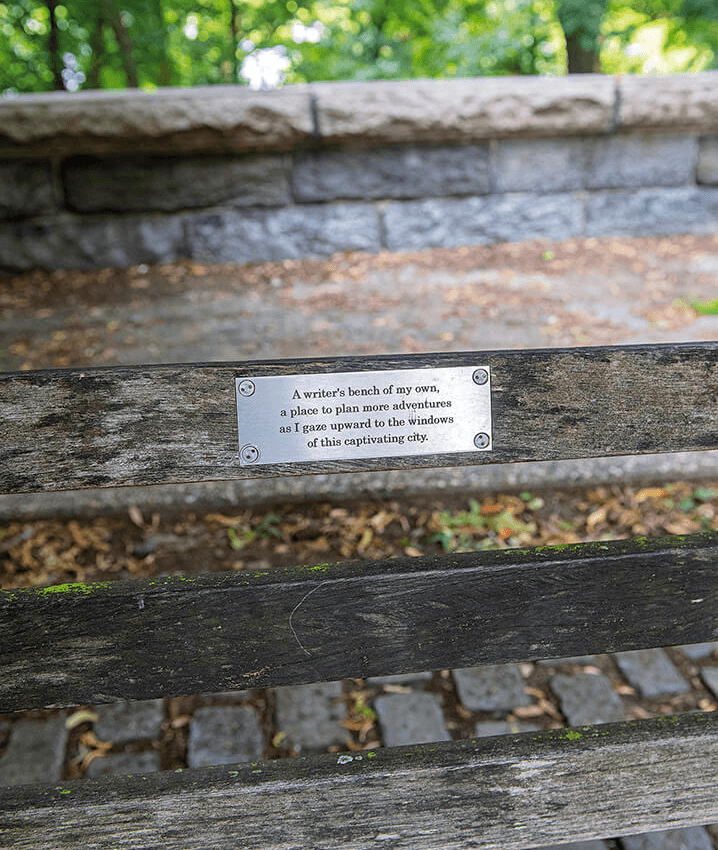 A writer's bench of my own,
a place to plan more adventures
as I gaze upward to the windows
of this captivating city.